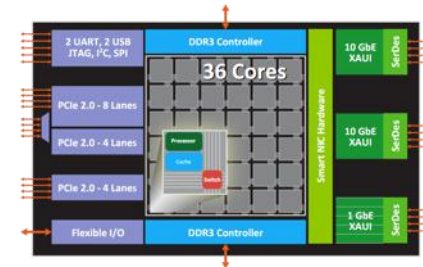 2 UART, 2 USB
JTAG, I²C, SPI
PCIe 2.0 - 8 Lanes
PCIe 2.0 - 4 Lanes
PCIe 2.0 - 4 Lanes
Flexible I/O
DDR3 Controller
36 Cores
Processor
Cache
Switch
DDR3 Controller
Smart NIC Hardware
10 GbE
XAUI
SerDes
10 GbE
XAUI
SerDes
1 GbE
XAUI
SerDes